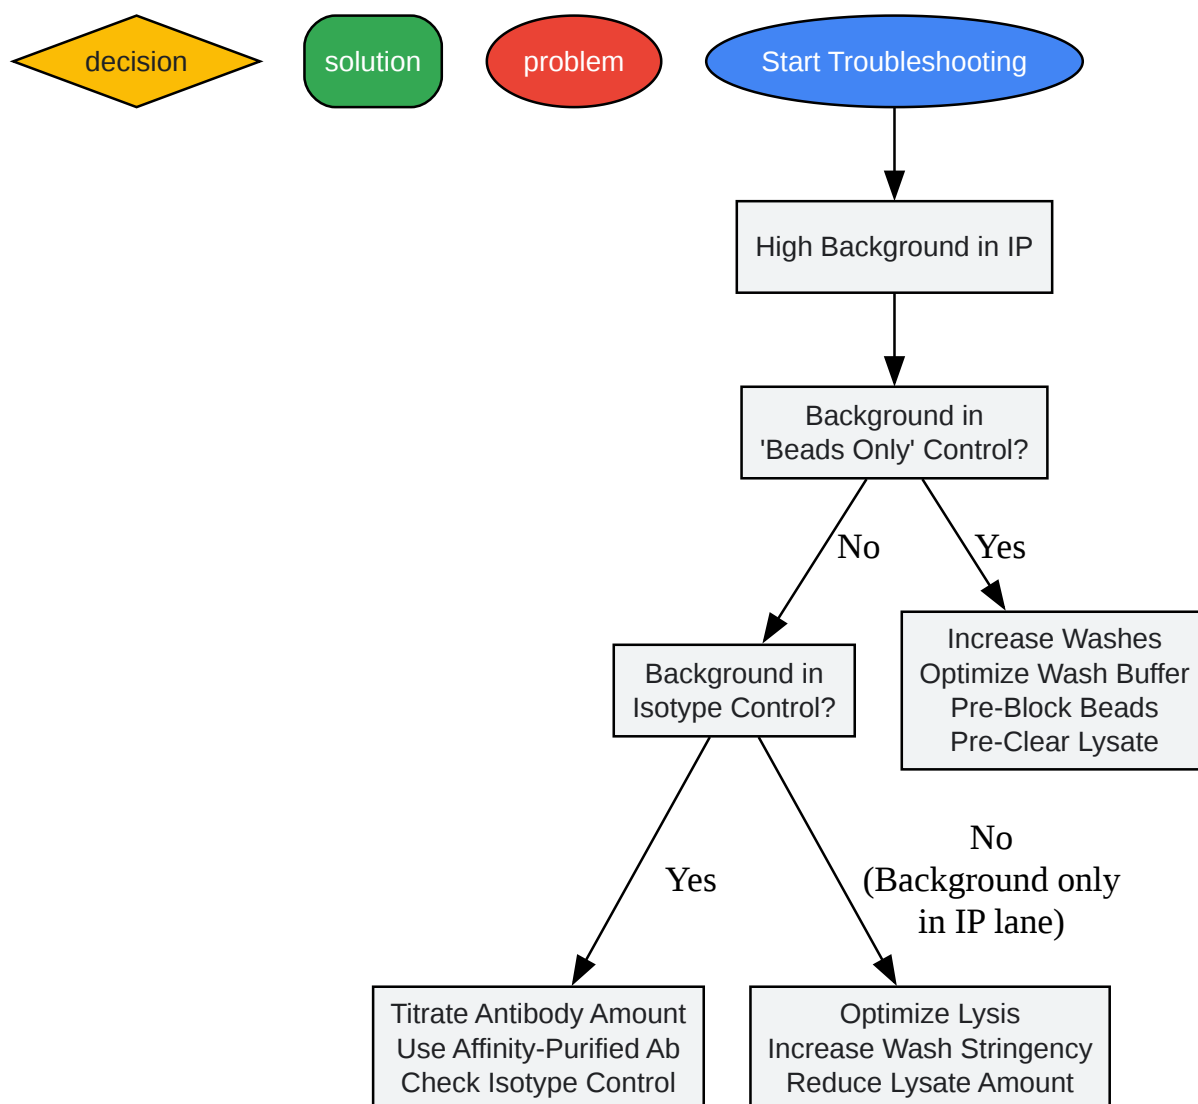 decision
solution
problem
Start Troubleshooting
High Background in IP
Background in
'Beads Only' Control?
No
Yes
Increase Washes
Optimize Wash Buffer
Pre-Block Beads
Pre-Clear Lysate
Background in
Isotype Control?
Yes
No
(Background only
in IP lane)
Titrate Antibody Amount
Use Affinity-Purified Ab
Check Isotype Control
Optimize Lysis
Increase Wash Stringency
Reduce Lysate Amount